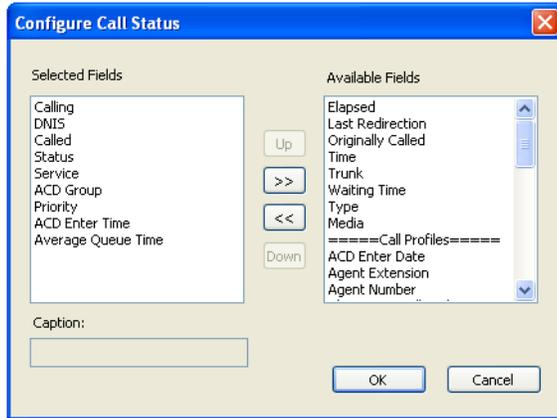 Configure Call Status
Selected Fields
Calling
DNIS
Called
Status
Service
ACD Group
Priority
ACD Enter Time
Average Queue Time
Up
>>
<<
Down
Available Fields
Elapsed
Last Redirection
Originally Called
Time
Trunk
Waiting Time
Type
Media
=====Call Profiles=====
ACD Enter Date
Agent Extension
Agent Number
Caption:
OK
Cancel